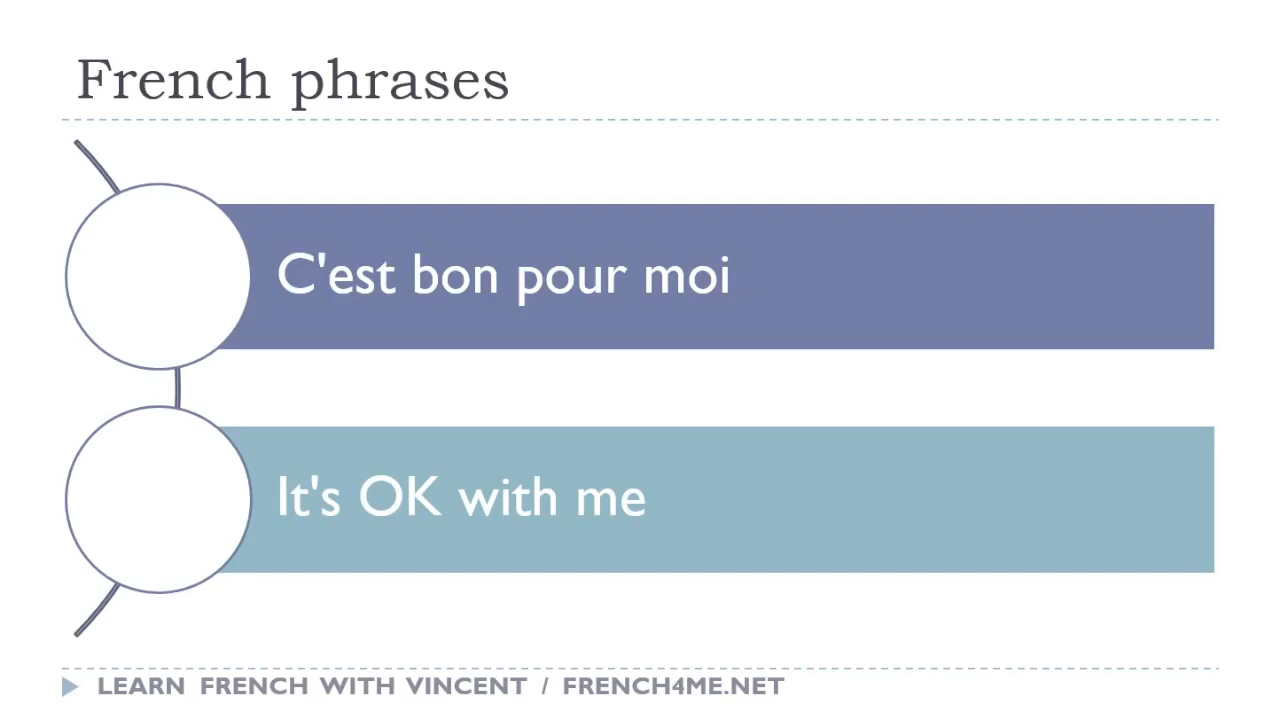 French phrases
C'est bon pour moi
It's OK with me
LEARN FRENCH WITH VINCENT / FRENCH4ME.NET